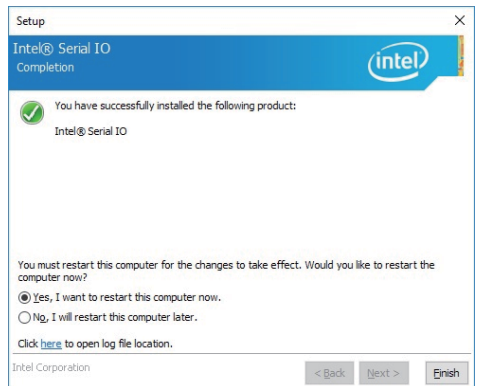 Setup
Intel® Serial IO
Completion
intel
You have successfully installed the following product:
Intel® Serial IO
You must restart this computer for the changes to take effect. Would you like to restart the
computer now?
Yes, I want to restart this computer now.
No, I will restart this computer later.
Click here to open log file location.
Intel Corporation
< Back Next > Finish